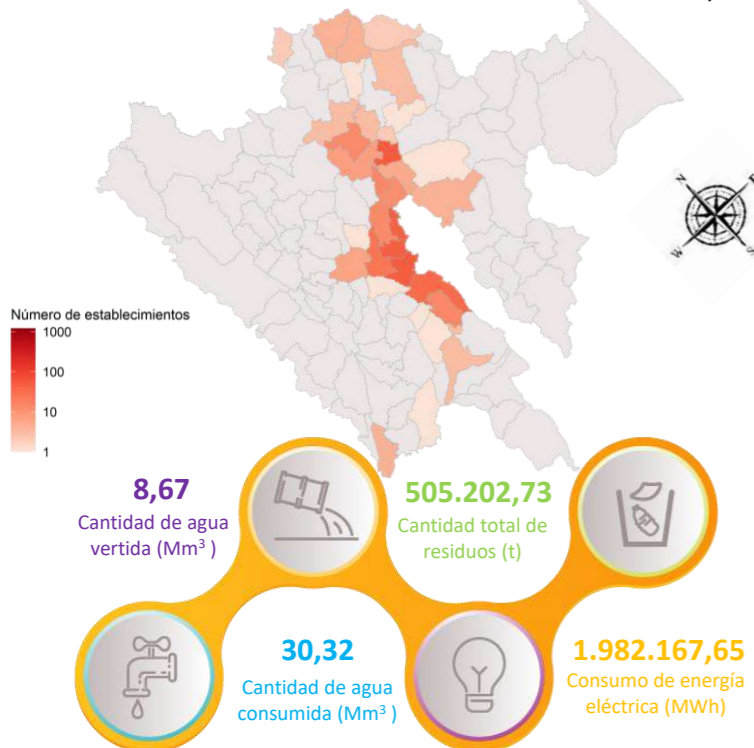 N
E
W
S
Número de establecimientos
1000
100
10
1
8,67
Cantidad de agua
vertida (Mm³ )
505.202,73
Cantidad total de
residuos (t)
30,32
Cantidad de agua
consumida (Mm³ )
1.982.167,65
Consumo de energía
eléctrica (MWh)